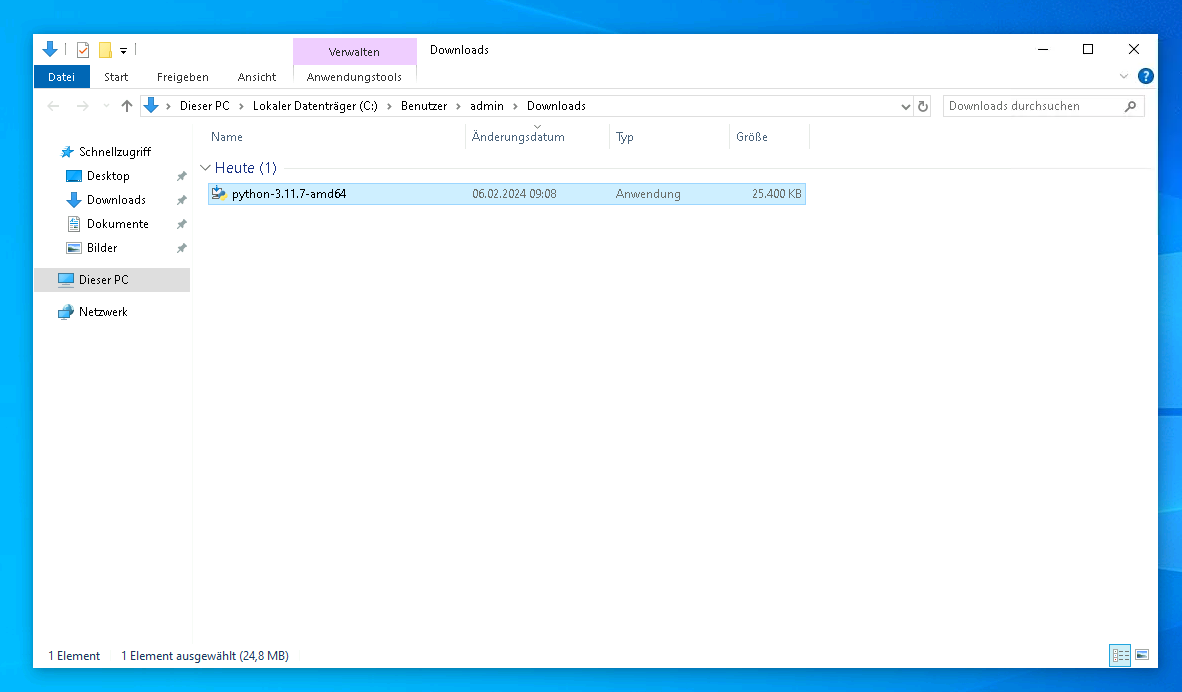 Verwalten
Downloads
Datei
Start
Freigeben
Ansicht
Anwendungstools
?
Dieser PC
Lokaler Datenträger (C:)
Benutzer
admin
Downloads
Downloads durchsuchen
Name
Änderungsdatum
Typ
Größe
Schnellzugriff
Desktop
Downloads
Dokumente
Bilder
Dieser PC
Netzwerk
Heute (1)
python-3.11.7-amd64
06.02.2024 09:08
Anwendung
25.400 KB
1 Element
1 Element ausgewählt (24,8 MB)